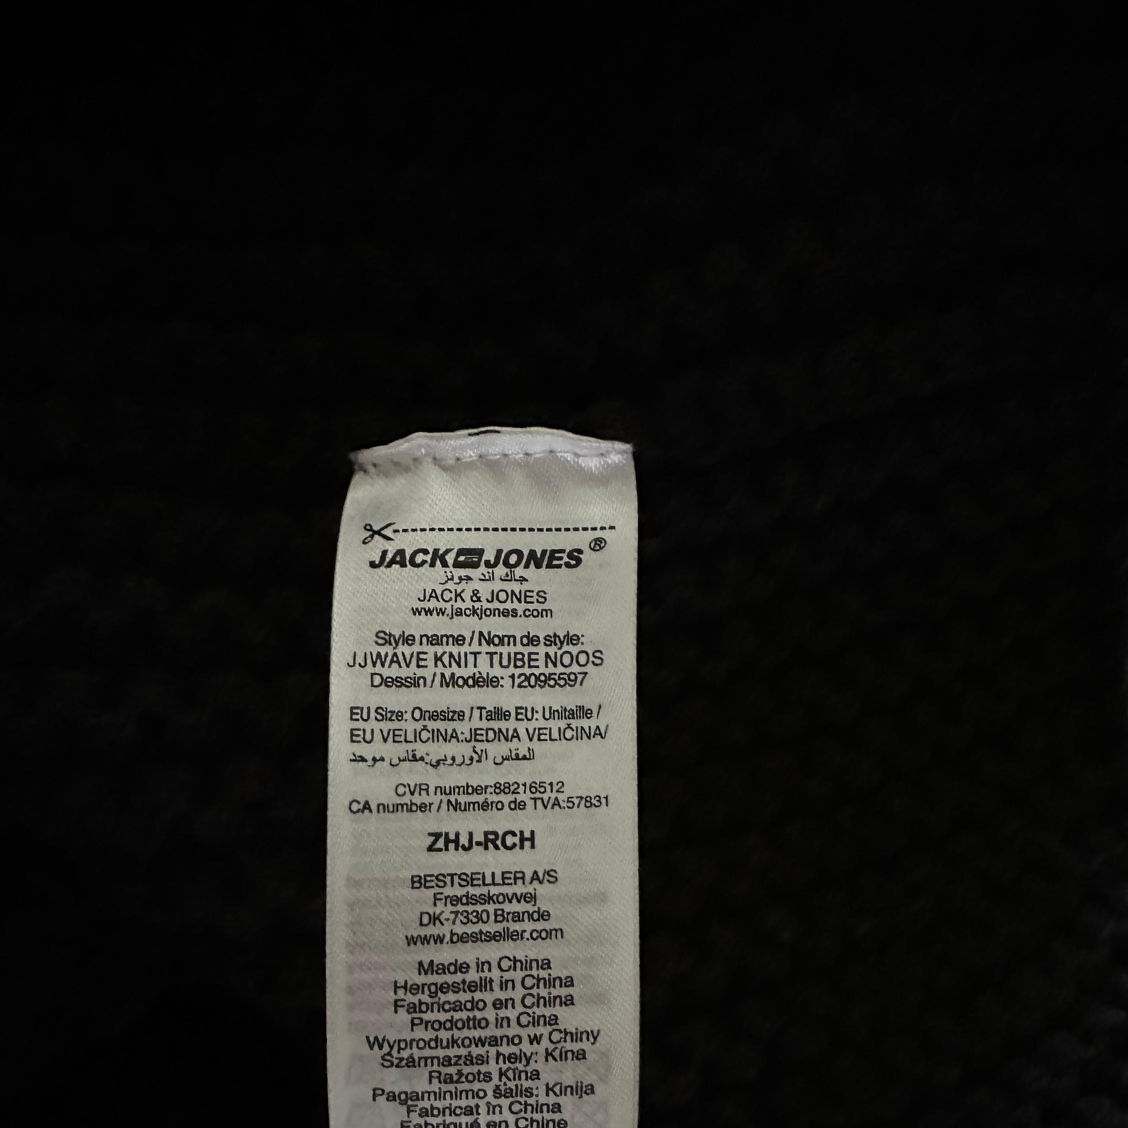 JACK JONES®
جاك اند جونز
JACK & JONES
www.jackjones.com
Style name / Nom de style:
JJWAVE KNIT TUBE NOOS
Dessin / Modèle: 12095597
EU Size: Onesize / Taille EU: Unitaille /
EU VELIČINA:JEDNA VELIČINA/
المقاس الأوروبي:مقاس موحد
CVR number:88216512
CA number / Numéro de TVA:57831
ZHJ-RCH
BESTSELLER A/S
Fredsskovvej
DK-7330 Brande
www.bestseller.com
Made in China
Hergestellt in China
Fabricado en China
Prodotto in Cina
Wyprodukowano w Chiny
Származási hely: Kína
Ražots Ķīna
Pagaminimo šalis: Kinija
Fabricat în China
Fabriqué en Chine